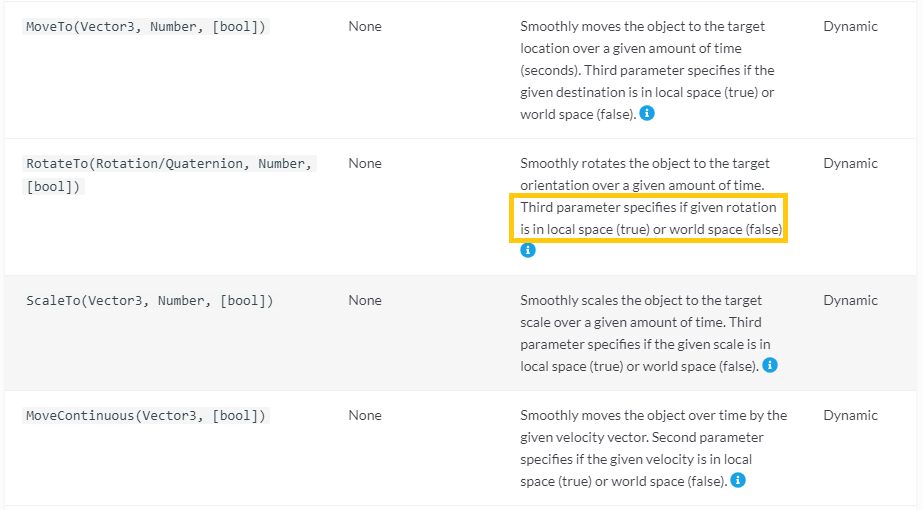 MoveTo(Vector3, Number, [bool])
None
Smoothly moves the object to the target
location over a given amount of time
(seconds). Third parameter specifies if the
given destination is in local space (true) or
world space (false).
Dynamic
RotateTo(Rotation/Quaternion, Number,
[bool])
None
Smoothly rotates the object to the target
orientation over a given amount of time.
Third parameter specifies if given rotation
is in local space (true) or world space (false)
Dynamic
ScaleTo(Vector3, Number, [bool])
None
Smoothly scales the object to the target
scale over a given amount of time. Third
parameter specifies if the given scale is in
local space (true) or world space (false).
Dynamic
MoveContinuous(Vector3, [bool])
None
Smoothly moves the object over time by the
given velocity vector. Second parameter
specifies if the given velocity is in local
space (true) or world space (false).
Dynamic